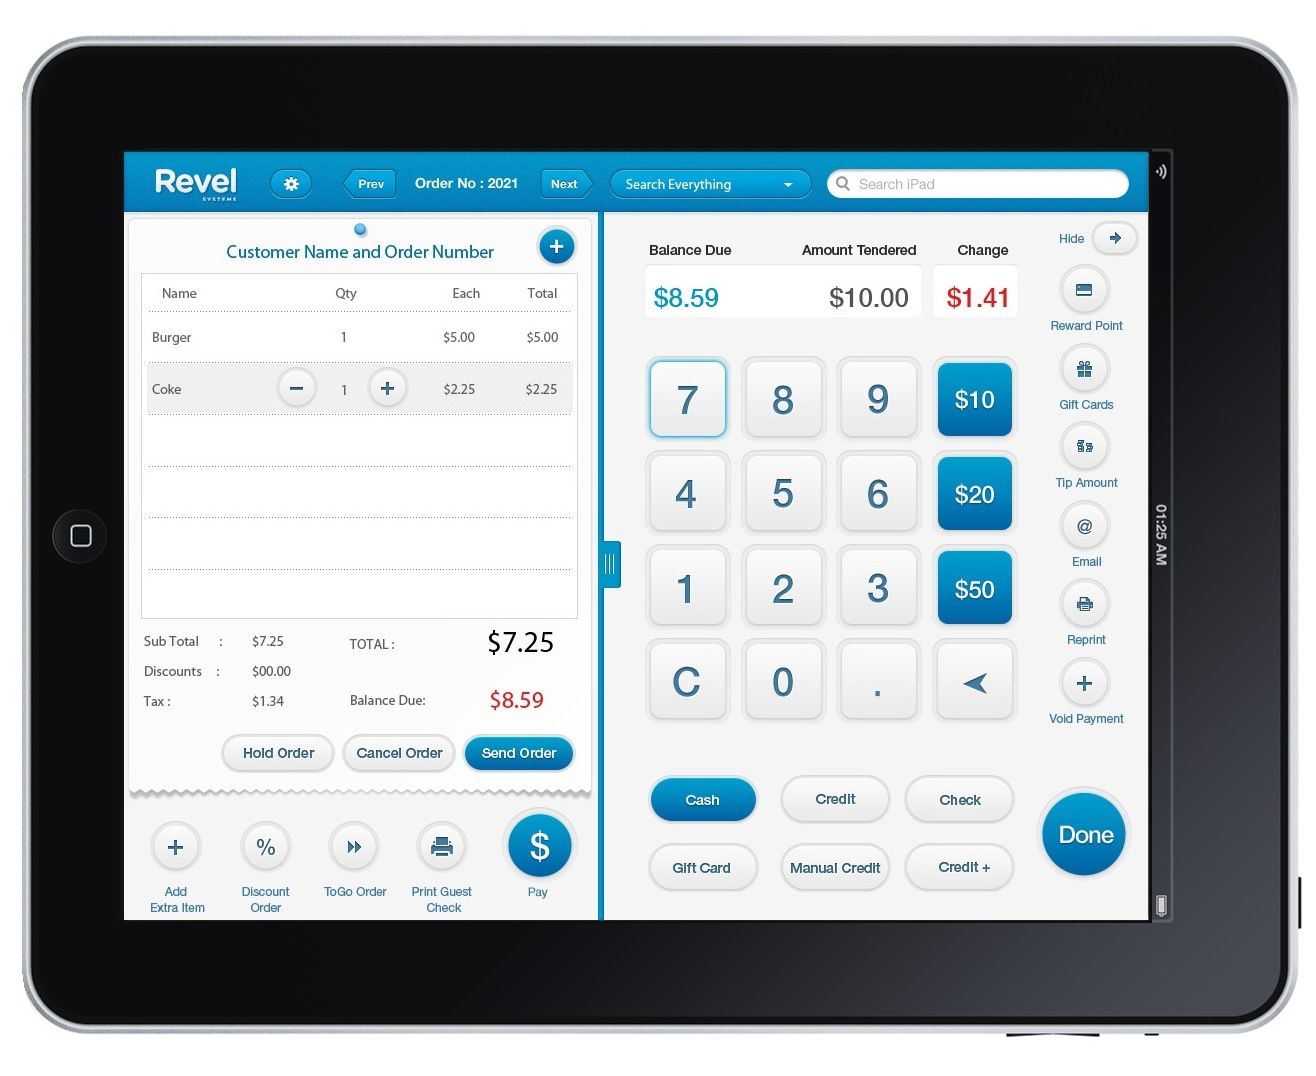 Revel
SYSTEMS
Prev
Order No : 2021
Next
Search Everything
Search iPad
Customer Name and Order Number
Name Qty Each Total
Burger 1 $5.00 $5.00
Coke 1 $2.25 $2.25
Sub Total : $7.25
Discounts : $00.00
Tax : $1.34
TOTAL : $7.25
Balance Due: $8.59
Hold Order
Cancel Order
Send Order
Add
Extra Item
%
Discount
Order
ToGo Order
Print Guest
Check
$
Pay
Balance Due Amount Tendered Change
$8.59 $10.00 $1.41
7 8 9 $10
4 5 6 $20
1 2 3 $50
C 0 .
Cash Credit Check
Gift Card Manual Credit Credit +
Hide
Reward Point
Gift Cards
Tip Amount
@
Email
Reprint
Void Payment
Done
01:25 AM